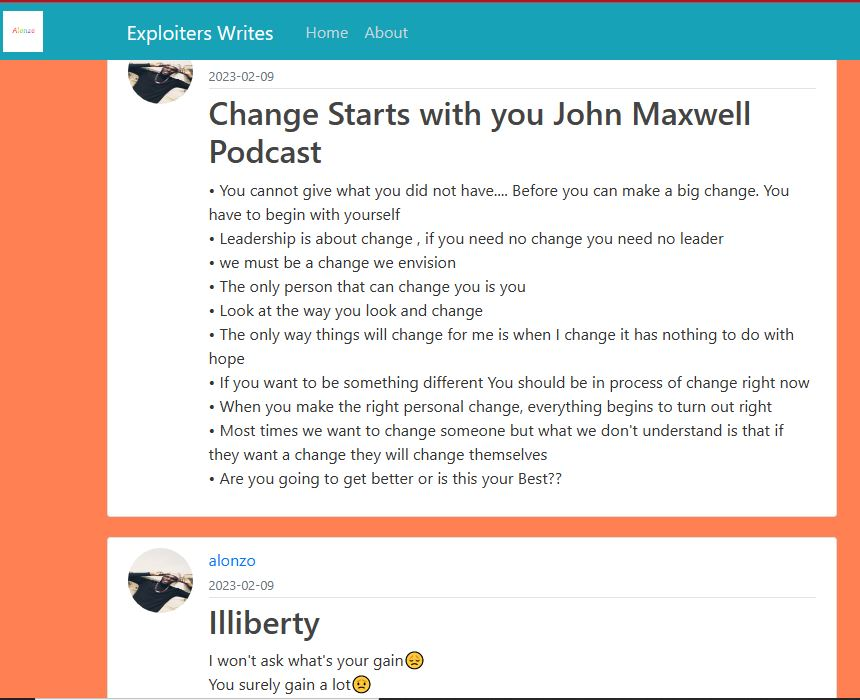 Alonzo
Exploiters Writes
Home
About
2023-02-09
Change Starts with you John Maxwell
Podcast
• You cannot give what you did not have.... Before you can make a big change. You
have to begin with yourself
• Leadership is about change , if you need no change you need no leader
• we must be a change we envision
• The only person that can change you is you
• Look at the way you look and change
• The only way things will change for me is when I change it has nothing to do with
hope
• If you want to be something different You should be in process of change right now
• When you make the right personal change, everything begins to turn out right
• Most times we want to change someone but what we don't understand is that if
they want a change they will change themselves
• Are you going to get better or is this your Best??
alonzo
2023-02-09
Illiberty
I won't ask what's your gain😞
You surely gain a lot😟